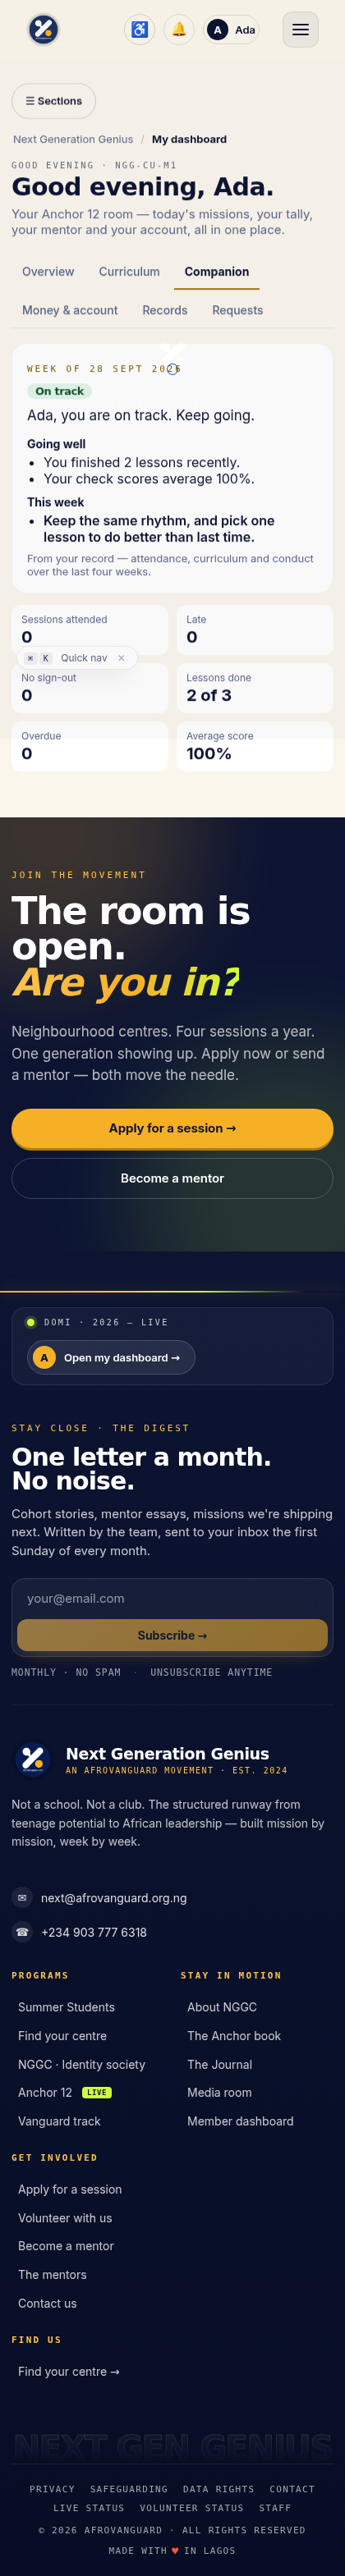 A Ada
☰ Sections
Next Generation Genius / My dashboard
GOOD EVENING · NGG-CU-M1
Good evening, Ada.
Your Anchor 12 room — today's missions, your tally,
your mentor and your account, all in one place.
Overview Curriculum Companion
Money & account Records Requests
WEEK OF 28 SEPT 2026
On track
Ada, you are on track. Keep going.
Going well
• You finished 2 lessons recently.
• Your check scores average 100%.
This week
• Keep the same rhythm, and pick one
lesson to do better than last time.
From your record — attendance, curriculum and conduct
over the last four weeks.
Sessions attended Late
0 0
⌘ K Quick nav ×
No sign-out Lessons done
0 2 of 3
Overdue Average score
0 100%
JOIN THE MOVEMENT
The room is
open.
Are you in?
Neighbourhood centres. Four sessions a year.
One generation showing up. Apply now or send
a mentor — both move the needle.
Apply for a session →
Become a mentor
DOMI · 2026 — LIVE
A Open my dashboard →
STAY CLOSE · THE DIGEST
One letter a month.
No noise.
Cohort stories, mentor essays, missions we're shipping
next. Written by the team, sent to your inbox the first
Sunday of every month.
your@email.com
Subscribe →
MONTHLY · NO SPAM · UNSUBSCRIBE ANYTIME
Next Generation Genius
AN AFROVANGUARD MOVEMENT · EST. 2024
Not a school. Not a club. The structured runway from
teenage potential to African leadership — built mission by
mission, week by week.
✉ next@afrovanguard.org.ng
☎ +234 903 777 6318
PROGRAMS
Summer Students
Find your centre
NGGC · Identity society
Anchor 12 LIVE
Vanguard track
STAY IN MOTION
About NGGC
The Anchor book
The Journal
Media room
Member dashboard
GET INVOLVED
Apply for a session
Volunteer with us
Become a mentor
The mentors
Contact us
FIND US
Find your centre →
NEXT GEN GENIUS
PRIVACY SAFEGUARDING DATA RIGHTS CONTACT
LIVE STATUS VOLUNTEER STATUS STAFF
© 2026 AFROVANGUARD · ALL RIGHTS RESERVED
MADE WITH ♥ IN LAGOS